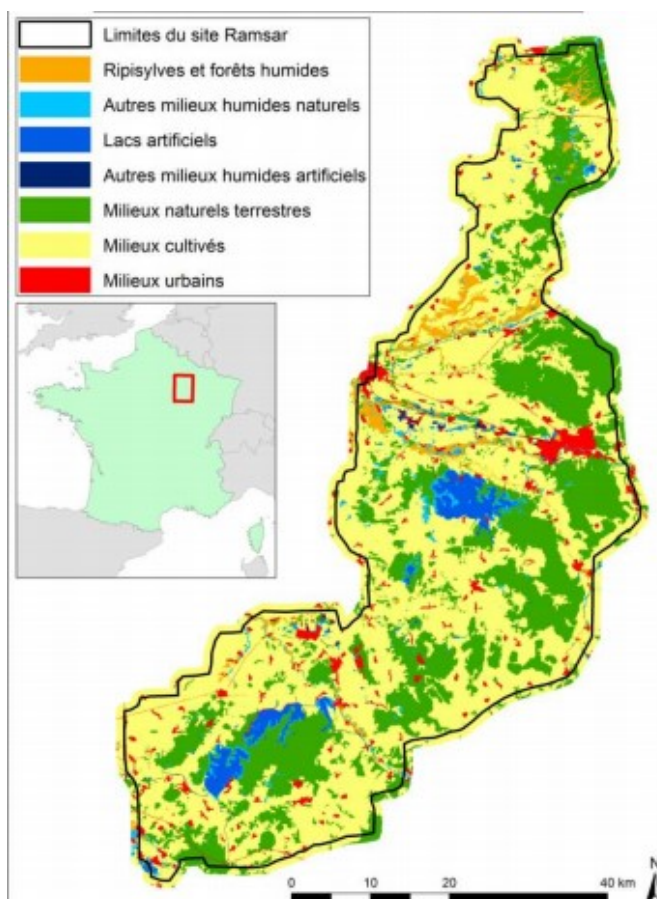 Limites du site Ramsar
Ripisylves et forêts humides
Autres milieux humides naturels
Lacs artificiels
Autres milieux humides artificiels
Milieux naturels terrestres
Milieux cultivés
Milieux urbains
N
0 10 20 40 km